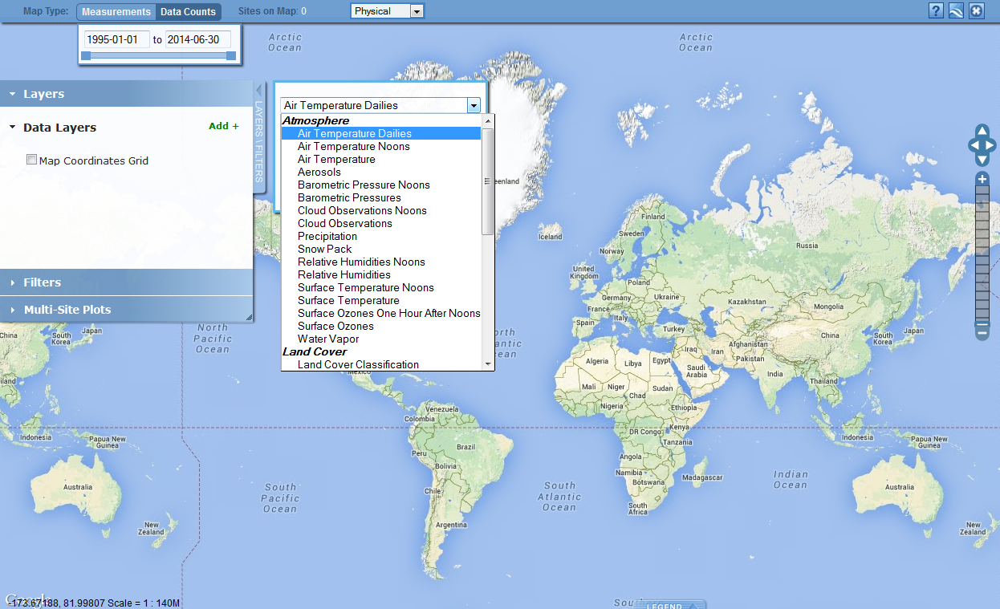 Map Type: Measurements Data Counts Sites on Map: 0 Physical ?
1995-01-01 to 2014-06-30
Layers
Data Layers Add +
Map Coordinates Grid
Filters
Multi-Site Plots
LAYERS \ FILTERS
Air Temperature Dailies
Atmosphere
Air Temperature Dailies
Air Temperature Noons
Air Temperature
Aerosols
Barometric Pressure Noons
Barometric Pressures
Cloud Observations Noons
Cloud Observations
Precipitation
Snow Pack
Relative Humidities Noons
Relative Humidities
Surface Temperature Noons
Surface Temperature
Surface Ozones One Hour After Noons
Surface Ozones
Water Vapor
Land Cover
Land Cover Classification
Arctic
Ocean
Arctic
Ocean
eenland
Iceland
Finland
Sweden
Norway
Russia
United
Kingdom
Poland
Germany
Ukraine
France
Kazakhstan
Mongolia
Spain
Italy
Turkey
China
South
Korea
Japan
Afghanistan
Iraq
Iran
Pakistan
Algeria
Libya
Egypt
Saudi
Arabia
India
Thailand
Mali
Niger
Chad
Sudan
Nigeria
Ethiopia
Kenya
DR Congo
Tanzania
Angola
Namibia
Botswana
Madagascar
South
Africa
Indonesia
Papua New
Guinea
Australia
New
Zealand
Indian
Ocean
South
Atlantic
Ocean
North
Pacific
Ocean
orth
antic
cean
Mexico
Venezuela
Colombia
Brazil
Peru
Bolivia
Chile
Argentina
South
Pacific
Ocean
China
South
Korea
Japan
iland
Indonesia
Papua New
Guinea
Australia
New
Zealand
Google
-173.67188, 81.99807 Scale = 1 : 140M
LEGEND